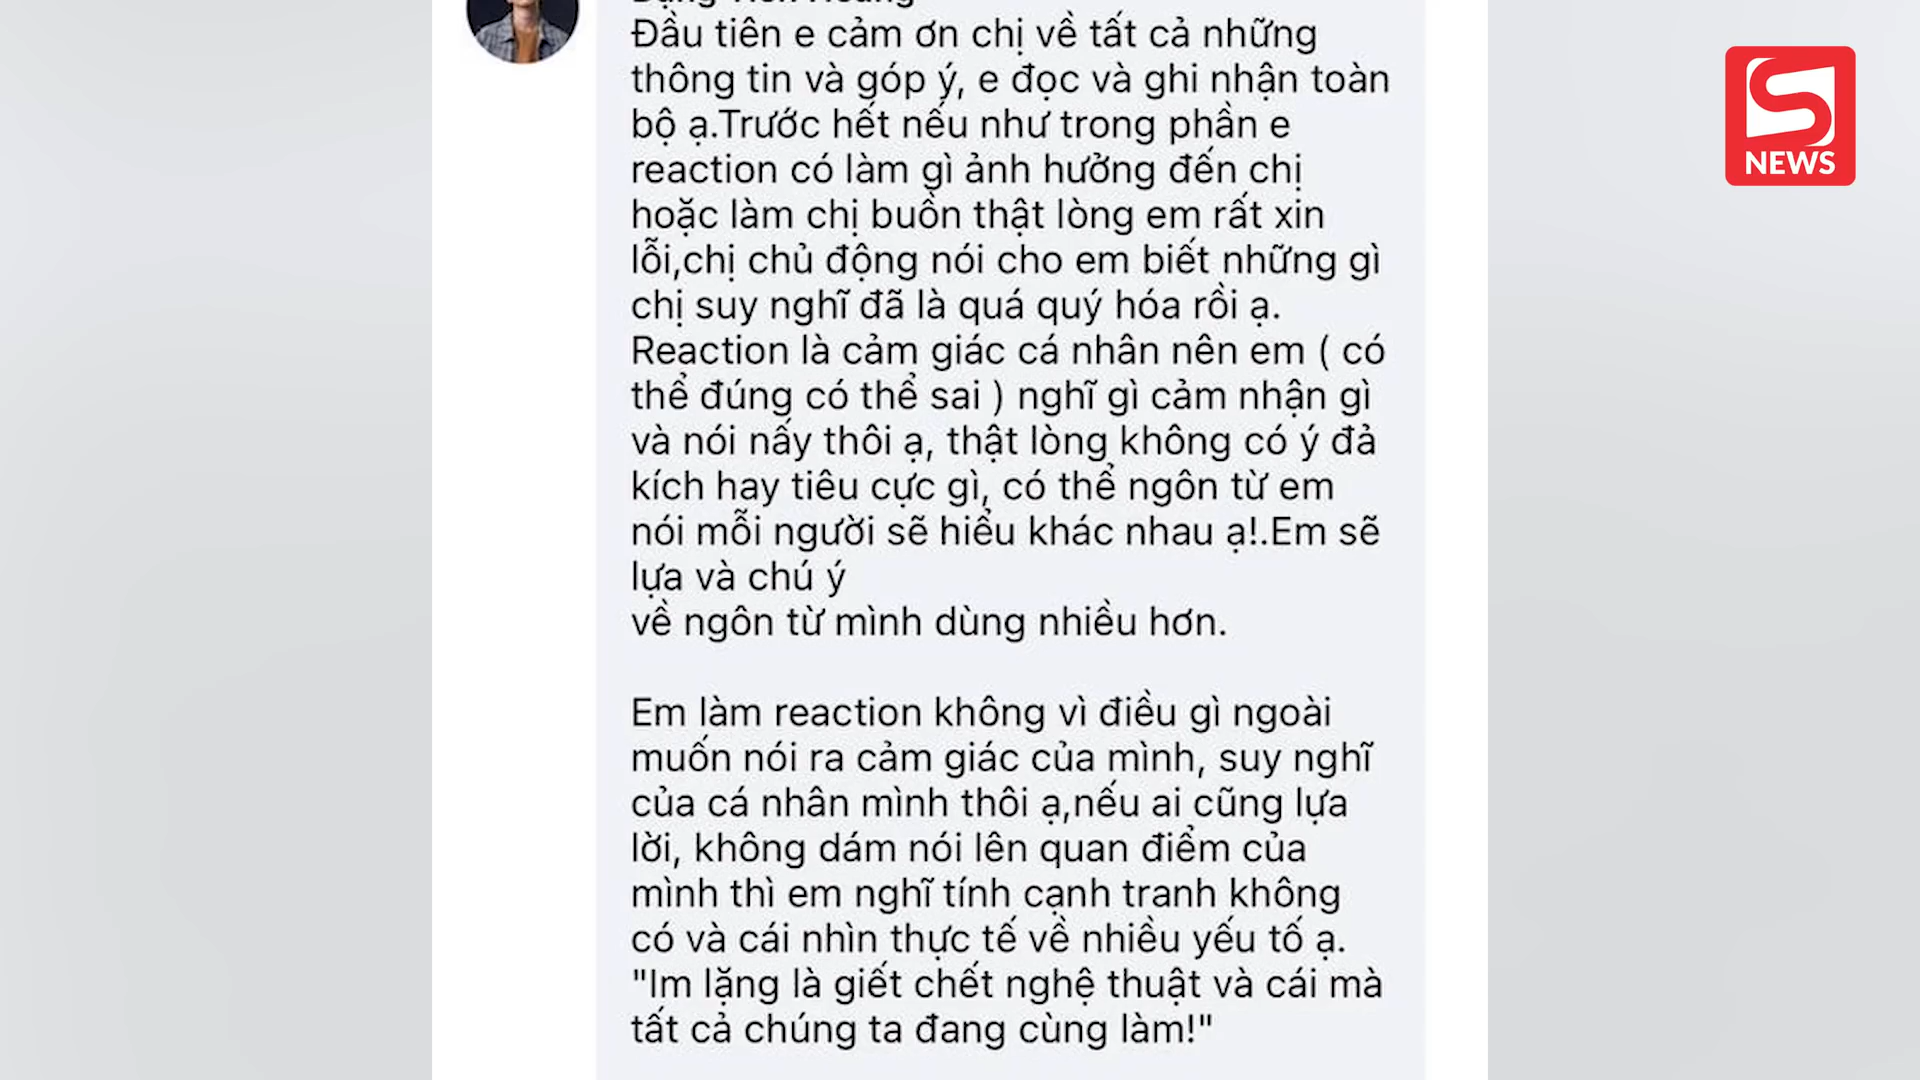 Đầu tiên e cảm ơn chị về tất cả những
thông tin và góp ý, e đọc và ghi nhận toàn
bộ ạ.Trước hết nếu như trong phần e
reaction có làm gì ảnh hưởng đến chị
hoặc làm chị buồn thật lòng em rất xin
lỗi,chị chủ động nói cho em biết những gì
chị suy nghĩ đã là quá quý hóa rồi ạ.
Reaction là cảm giác cá nhân nên em ( có
thể đúng có thể sai ) nghĩ gì cảm nhận gì
và nói nấy thôi ạ, thật lòng không có ý đả
kích hay tiêu cực gì, có thể ngôn từ em
nói mỗi người sẽ hiểu khác nhau ạ!.Em sẽ
lựa và chú ý
về ngôn từ mình dùng nhiều hơn.
Em làm reaction không vì điều gì ngoài
muốn nói ra cảm giác của mình, suy nghĩ
của cá nhân mình thôi ạ,nếu ai cũng lựa
lời, không dám nói lên quan điểm của
mình thì em nghĩ tính cạnh tranh không
có và cái nhìn thực tế về nhiều yếu tố ạ.
"Im lặng là giết chết nghệ thuật và cái mà
tất cả chúng ta đang cùng làm!"
S
NEWS